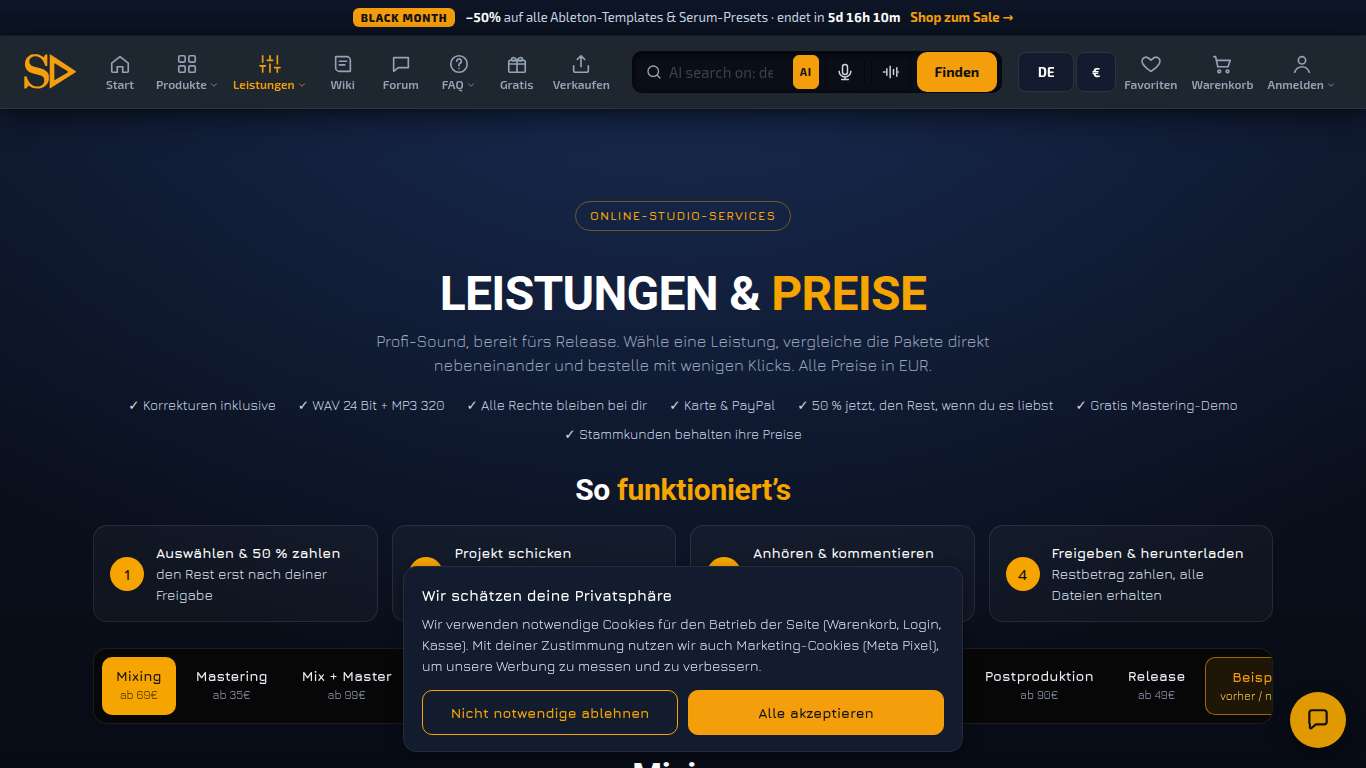 BLACK MONTH −50% auf alle Ableton-Templates & Serum-Presets · endet in 5d 16h 10m Shop zum Sale →
Start
Produkte
Leistungen
Wiki
Forum
FAQ
Gratis
Verkaufen
AI search on: de
AI
Finden
DE
€
Favoriten
Warenkorb
Anmelden
ONLINE-STUDIO-SERVICES
LEISTUNGEN & PREISE
Profi-Sound, bereit fürs Release. Wähle eine Leistung, vergleiche die Pakete direkt
nebeneinander und bestelle mit wenigen Klicks. Alle Preise in EUR.
✓ Korrekturen inklusive ✓ WAV 24 Bit + MP3 320 ✓ Alle Rechte bleiben bei dir ✓ Karte & PayPal ✓ 50 % jetzt, den Rest, wenn du es liebst ✓ Gratis Mastering-Demo
✓ Stammkunden behalten ihre Preise
So funktioniert's
1
Auswählen & 50 % zahlen
den Rest erst nach deiner
Freigabe
Projekt schicken
Anhören & kommentieren
4
Freigeben & herunterladen
Restbetrag zahlen, alle
Dateien erhalten
Mixing
ab 69€
Mastering
ab 35€
Mix + Master
ab 99€
Postproduktion
ab 90€
Release
ab 49€
Beisp
vorher / n
Wir schätzen deine Privatsphäre
Wir verwenden notwendige Cookies für den Betrieb der Seite (Warenkorb, Login,
Kasse). Mit deiner Zustimmung nutzen wir auch Marketing-Cookies (Meta Pixel),
um unsere Werbung zu messen und zu verbessern.
Nicht notwendige ablehnen
Alle akzeptieren